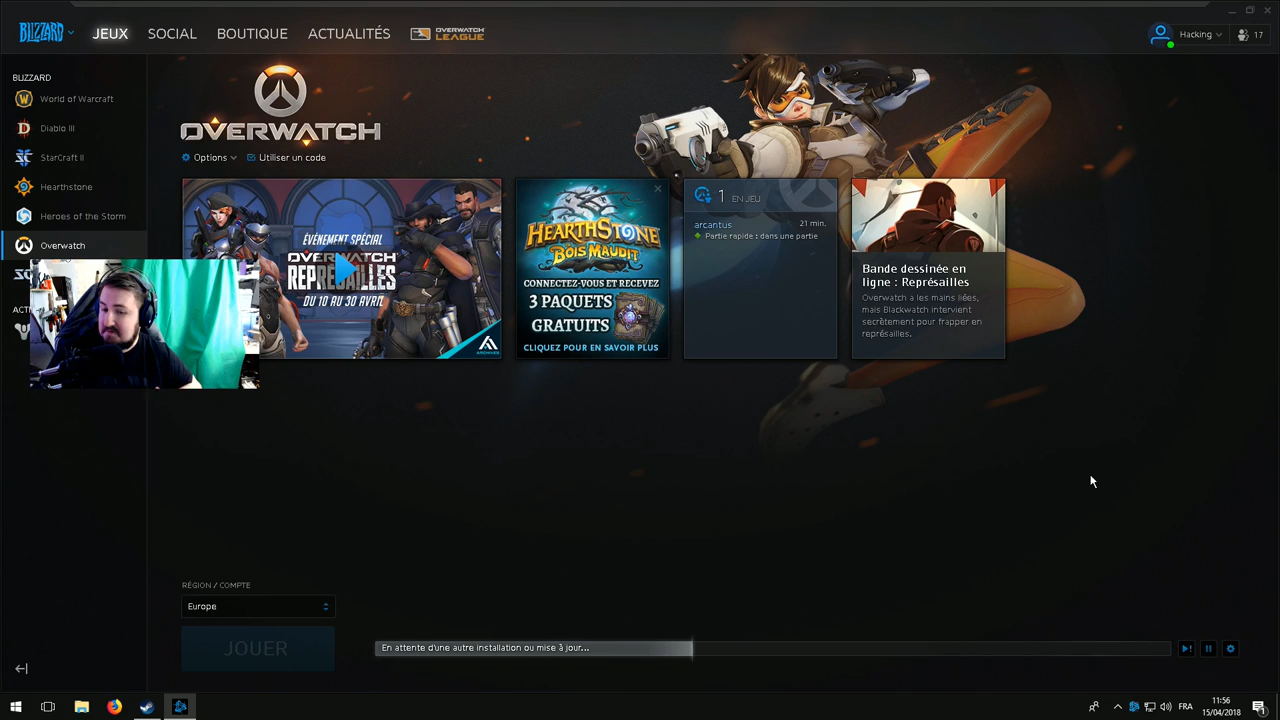 BLIZZARD
JEUX
SOCIAL
BOUTIQUE
ACTUALITÉS
OVERWATCH
LEAGUE
Hacking
17
BLIZZARD
World of Warcraft
Diablo III
StarCraft II
Hearthstone
Heroes of the Storm
Overwatch
OVERWATCH
Options
Utiliser un code
ÉVÉNEMENT SPÉCIAL
OVERWATCH
REPRÉSAILLES
DU 10 AU 30 AVRIL
ARCHIVES
HEARTHSTONE
BOIS MAUDIT
CONNECTEZ-VOUS ET RECEVEZ
3 PAQUETS
GRATUITS
CLIQUEZ POUR EN SAVOIR PLUS
1 EN JEU
arcantus
21 min.
Partie rapide : dans une partie
Bande dessinée en
ligne : Représailles
Overwatch a les mains liées,
mais Blackwatch intervient
secrètement pour frapper en
représailles.
RÉGION / COMPTE
Europe
JOUER
En attente d'une autre installation ou mise à jour...
FRA
11:56
15/04/2018
1